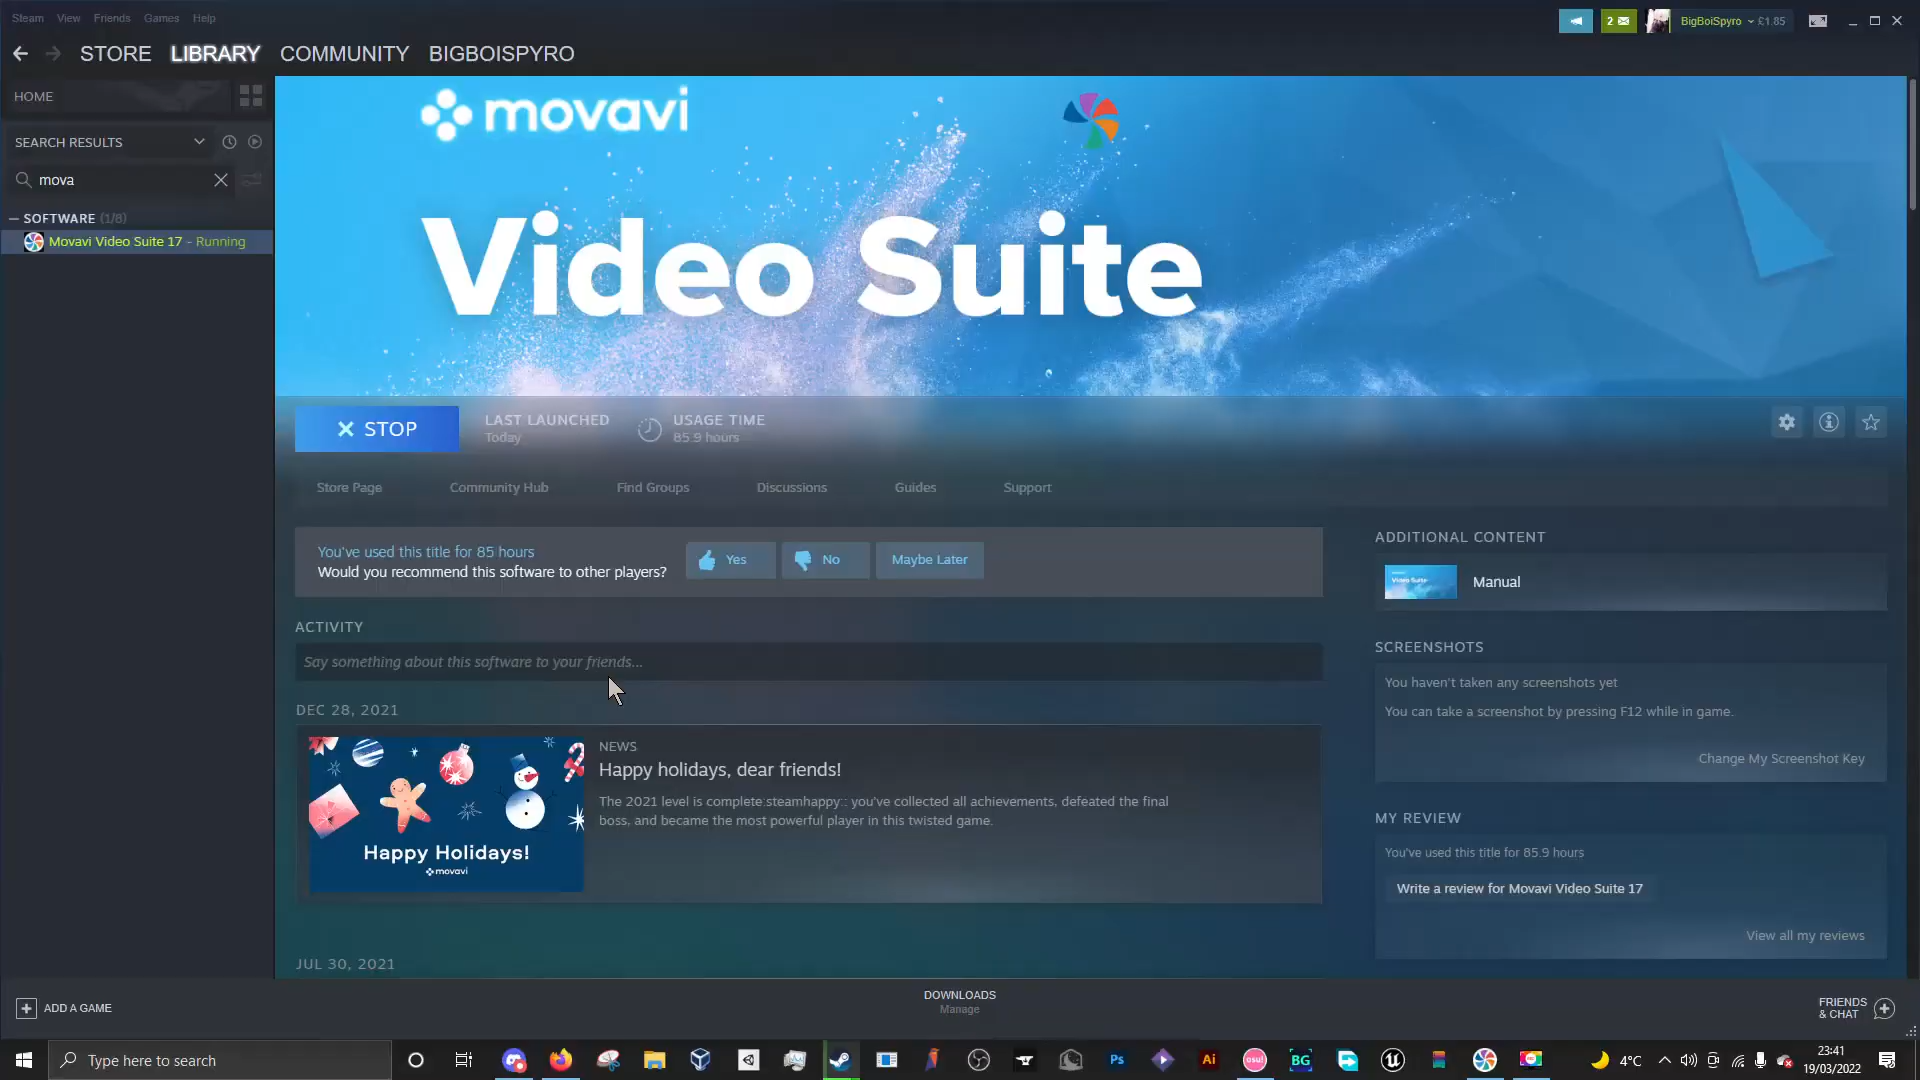 Steam View Friends Games Help
2
BigBoiSpyro £1.85
STORE LIBRARY COMMUNITY BIGBOISPYRO
HOME
SEARCH RESULTS
mova
SOFTWARE (1/8)
Movavi Video Suite 17 - Running
movavi
Video Suite
STOP
LAST LAUNCHED
Today
USAGE TIME
85.9 hours
Store Page Community Hub Find Groups Discussions Guides Support
You've used this title for 85 hours
Would you recommend this software to other players?
Yes No Maybe Later
ACTIVITY
Say something about this software to your friends...
DEC 28, 2021
Happy Holidays!
movavi
NEWS
Happy holidays, dear friends!
The 2021 level is complete steamhappy:: you've collected all achievements, defeated the final
boss, and became the most powerful player in this twisted game.
JUL 30, 2021
ADDITIONAL CONTENT
Video Suite
Manual
SCREENSHOTS
You haven't taken any screenshots yet
You can take a screenshot by pressing F12 while in game.
Change My Screenshot Key
MY REVIEW
You've used this title for 85.9 hours
Write a review for Movavi Video Suite 17
View all my reviews
ADD A GAME
DOWNLOADS
Manage
FRIENDS
& CHAT
Type here to search
Ps
Ai
osu!
BG
4°C
23:41
19/03/2022